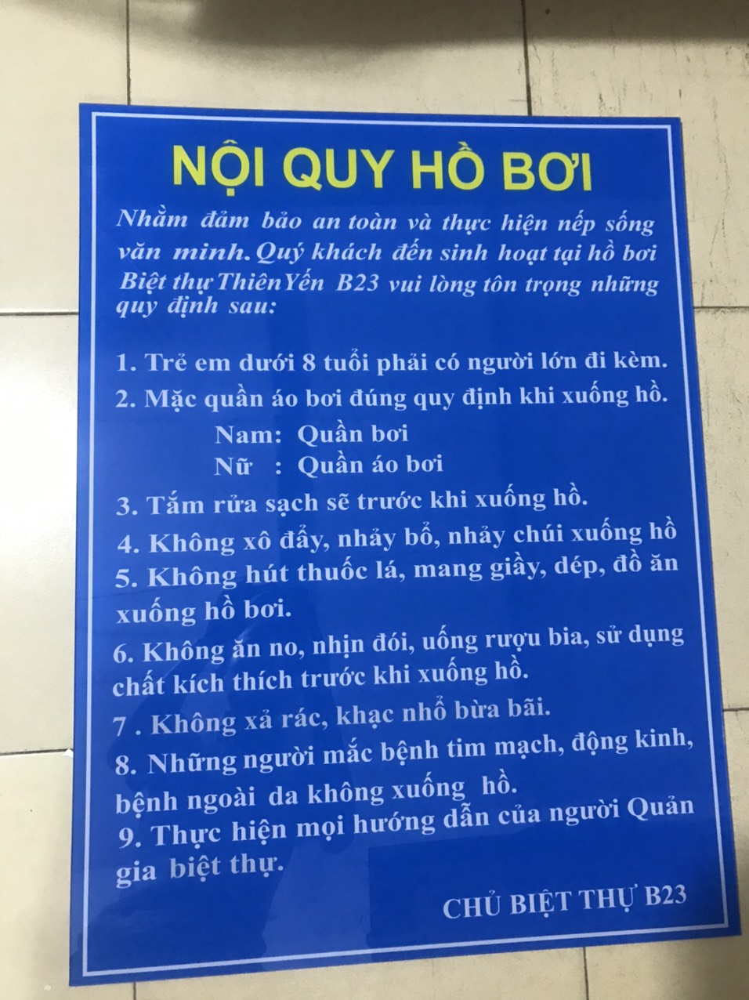 NỘI QUY HỒ BƠI
Nhằm đảm bảo an toàn và thực hiện nếp sống
văn minh. Quý khách đến sinh hoạt tại hồ bơi
Biệt thự Thiên Yến B23 vui lòng tôn trọng những
quy định sau:
1. Trẻ em dưới 8 tuổi phải có người lớn đi kèm.
2. Mặc quần áo bơi đúng quy định khi xuống hồ.
Nam: Quần bơi
Nữ : Quần áo bơi
3. Tắm rửa sạch sẽ trước khi xuống hồ.
4. Không xô đẩy, nhảy bổ, nhảy chúi xuống hồ
5. Không hút thuốc lá, mang giầy, dép, đồ ăn
xuống hồ bơi.
6. Không ăn no, nhịn đói, uống rượu bia, sử dụng
chất kích thích trước khi xuống hồ.
7 . Không xả rác, khạc nhổ bừa bãi.
8. Những người mắc bệnh tim mạch, động kinh,
bệnh ngoài da không xuống hồ.
9. Thực hiện mọi hướng dẫn của người Quản
gia biệt thự.
CHỦ BIỆT THỰ B23